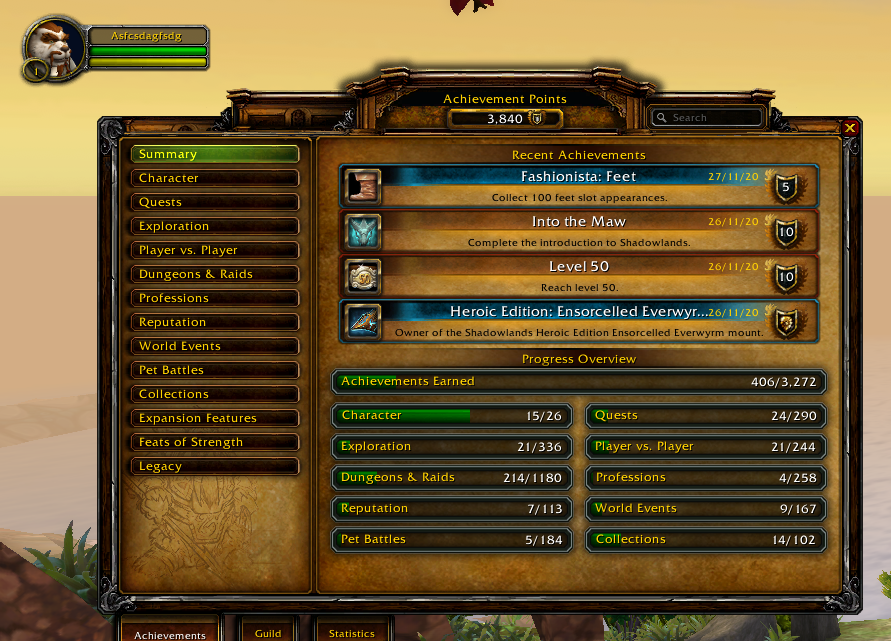 Asfcsdagfsdg
1
Achievement Points
3,840
Search
Summary
Character
Quests
Exploration
Player vs. Player
Dungeons & Raids
Professions
Reputation
World Events
Pet Battles
Collections
Expansion Features
Feats of Strength
Legacy
Recent Achievements
Fashionista: Feet 27/11/20 5
Collect 100 feet slot appearances.
Into the Maw 26/11/20 10
Complete the introduction to Shadowlands.
Level 50 26/11/20 10
Reach level 50.
Heroic Edition: Ensorcelled Everwyr... 26/11/20
Owner of the Shadowlands Heroic Edition Ensorcelled Everwyrm mount.
Progress Overview
Achievements Earned 406/3,272
Character 15/26 Quests 24/290
Exploration 21/336 Player vs. Player 21/244
Dungeons & Raids 214/1180 Professions 4/258
Reputation 7/113 World Events 9/167
Pet Battles 5/184 Collections 14/102
Achievements Guild Statistics